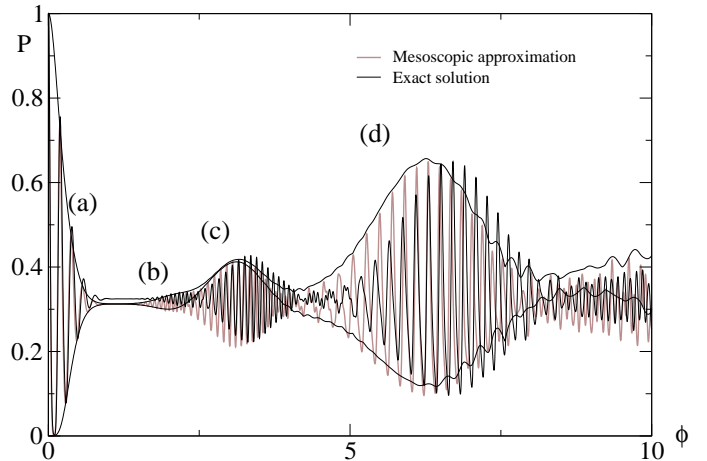 1
P
Mesoscopic approximation
Exact solution
0.8
(d)
0.6
(a)
(c)
(b)
0.4
0.2
0
ϕ
0
5
10